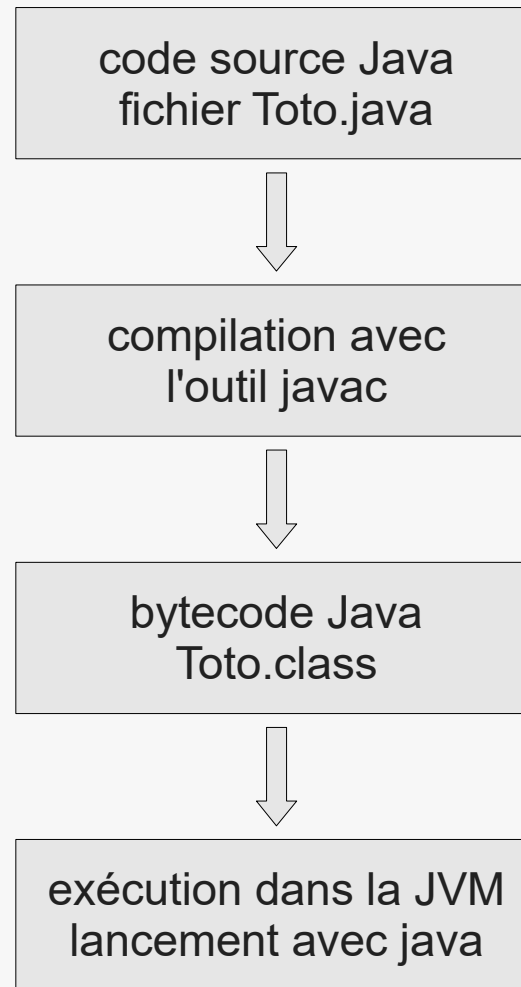 code source Java
fichier Toto.java
compilation avec
l'outil javac
bytecode Java
Toto.class
exécution dans la JVM
lancement avec java